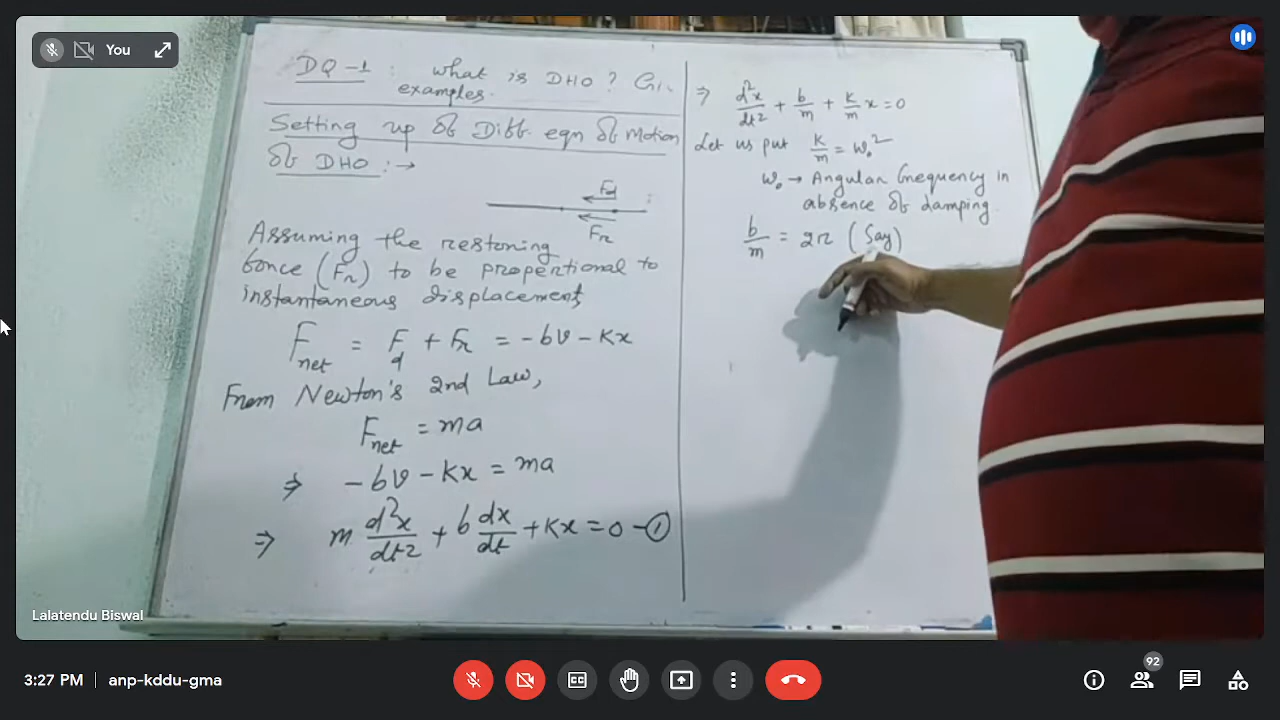 You
DQ-1 : what is DHO ? Gi.
examples.
Setting up of Diff. eqn of Motion
of DHO :→
Fd
Fr
Assuming the restoring
force (Fr) to be propertional to
instantaneous displacement,
Fnet = Fd + Fr = -bv - kx
From Newton's 2nd Law,
Fnet = ma
⇒ -bv - kx = ma
⇒ m d²x/dt2 + b dx/dt + kx = 0 -①
⇒ d²x/dt2 + b/m + k/m x = 0
Let us put k/m = ω₀²
ω₀ → Angular frequency in
absence of damping.
b/m = 2r (Say)
Lalatendu Biswal
3:27 PM | anp-kddu-gma
CC
92